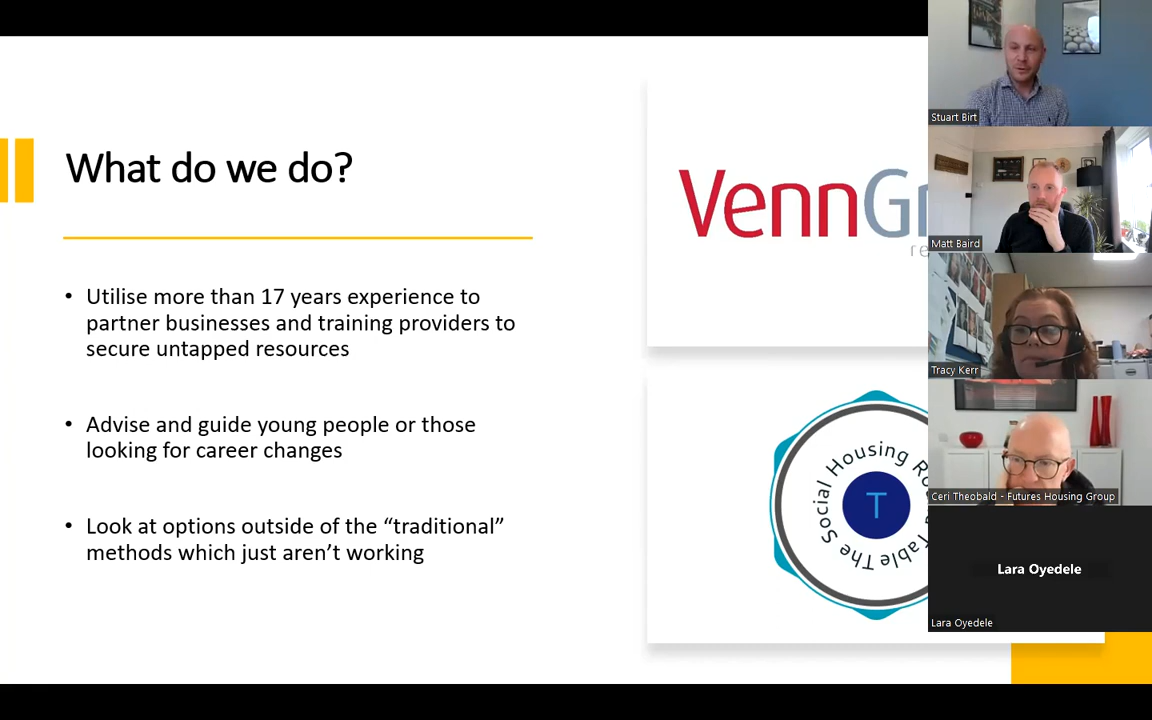 What do we do?
• Utilise more than 17 years experience to
partner businesses and training providers to
secure untapped resources
• Advise and guide young people or those
looking for career changes
• Look at options outside of the “traditional”
methods which just aren’t working
VennGr
re
The Social Housing Ro
Table
T
Stuart Birt
Matt Baird
Tracy Kerr
Ceri Theobald - Futures Housing Group
Lara Oyedele
Lara Oyedele